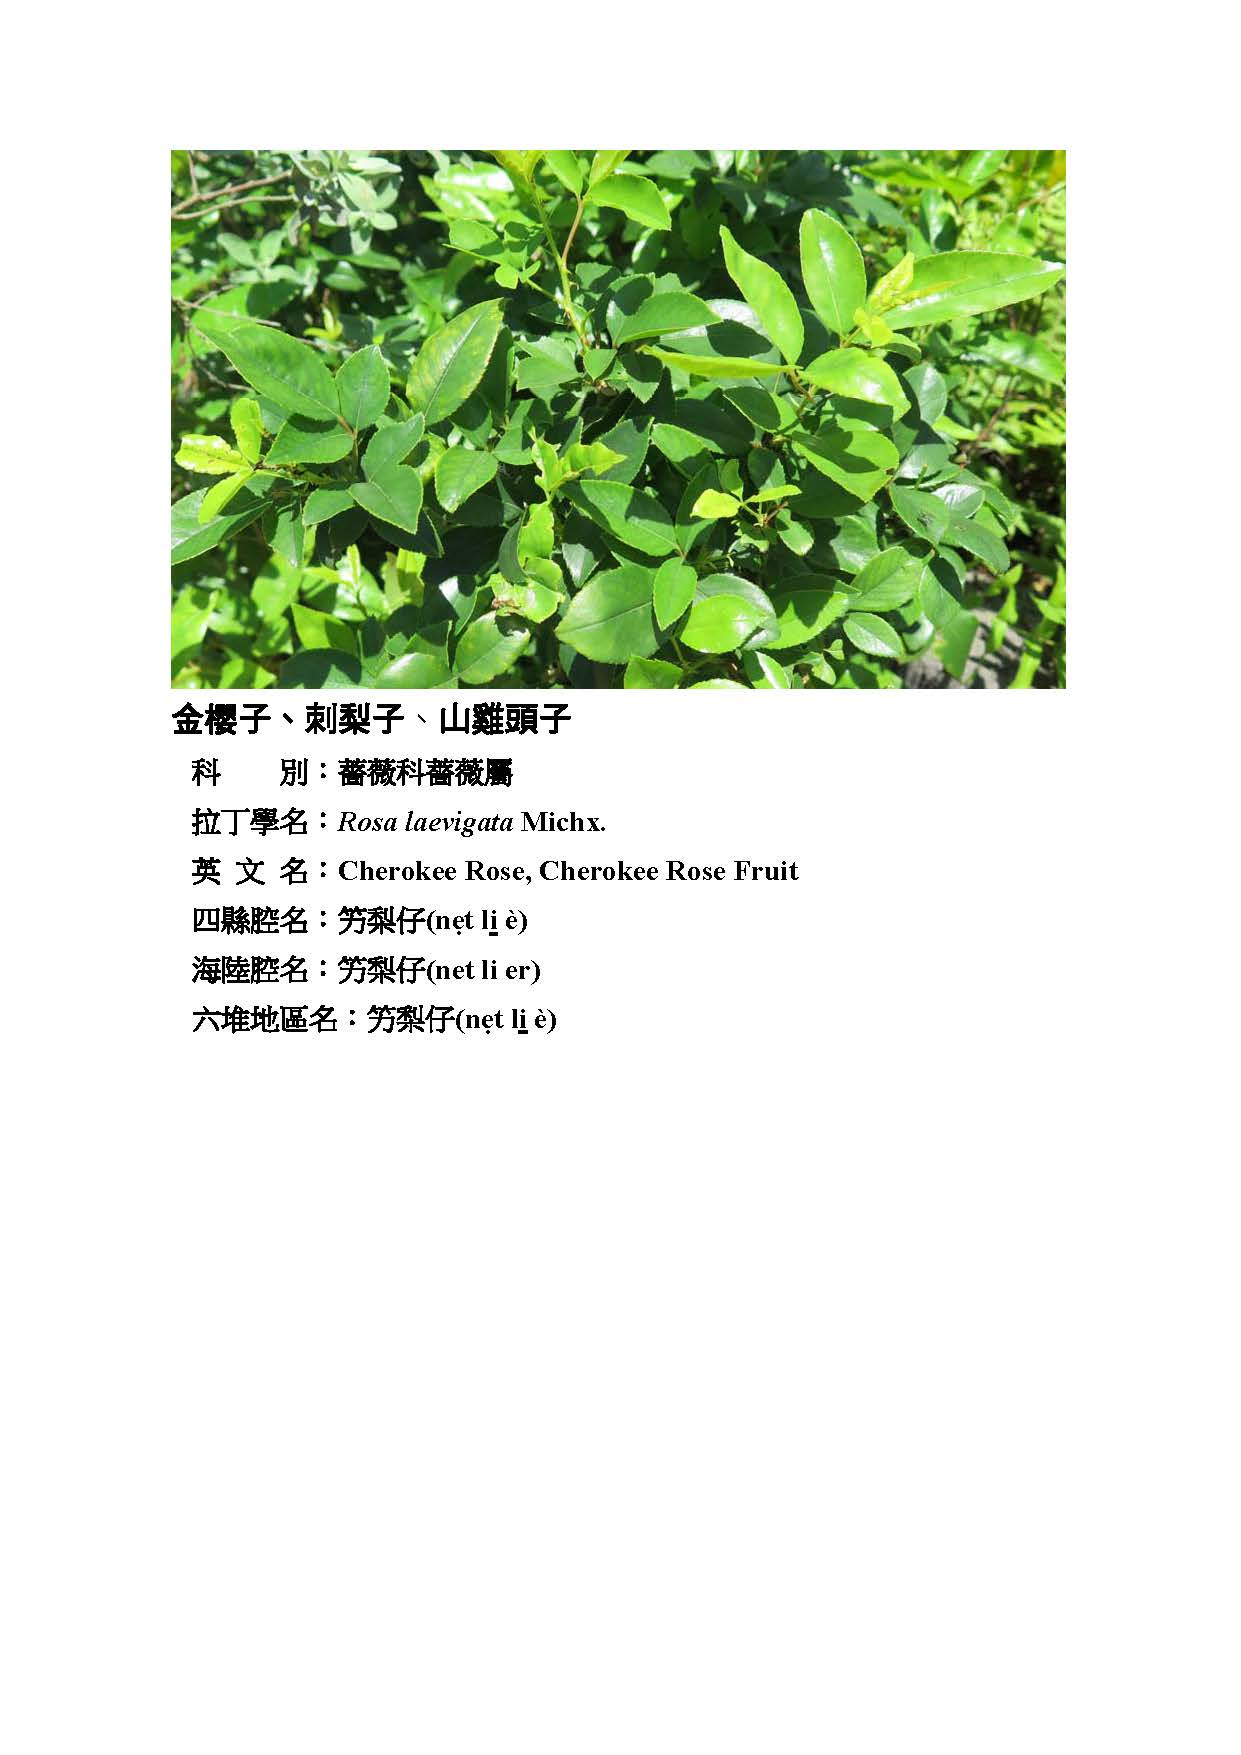 金櫻子、刺梨子、山雞頭子
科　　別：薔薇科薔薇屬
拉丁學名：Rosa laevigata Michx.
英 文 名：Cherokee Rose, Cherokee Rose Fruit
四縣腔名：竻梨仔(nẹt li̠ è)
海陸腔名：竻梨仔(net li er)
六堆地區名：竻梨仔(nẹt li̠ è)